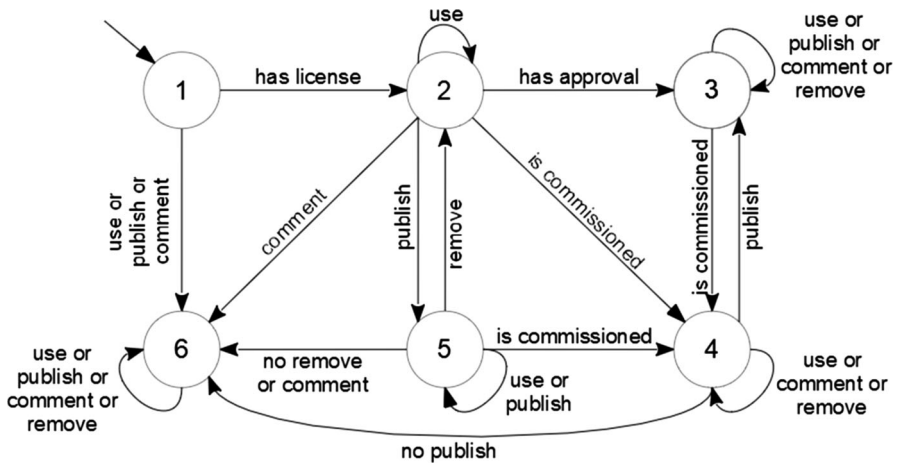 use
use or
publish or
comment or
remove
1
has license
2
has approval
3
use or
publish or
comment
comment
publish
remove
is commissioned
is commissioned
publish
6
no remove
or comment
5
is commissioned
4
use or
publish or
comment or
remove
use or
publish
use or
comment or
remove
no publish